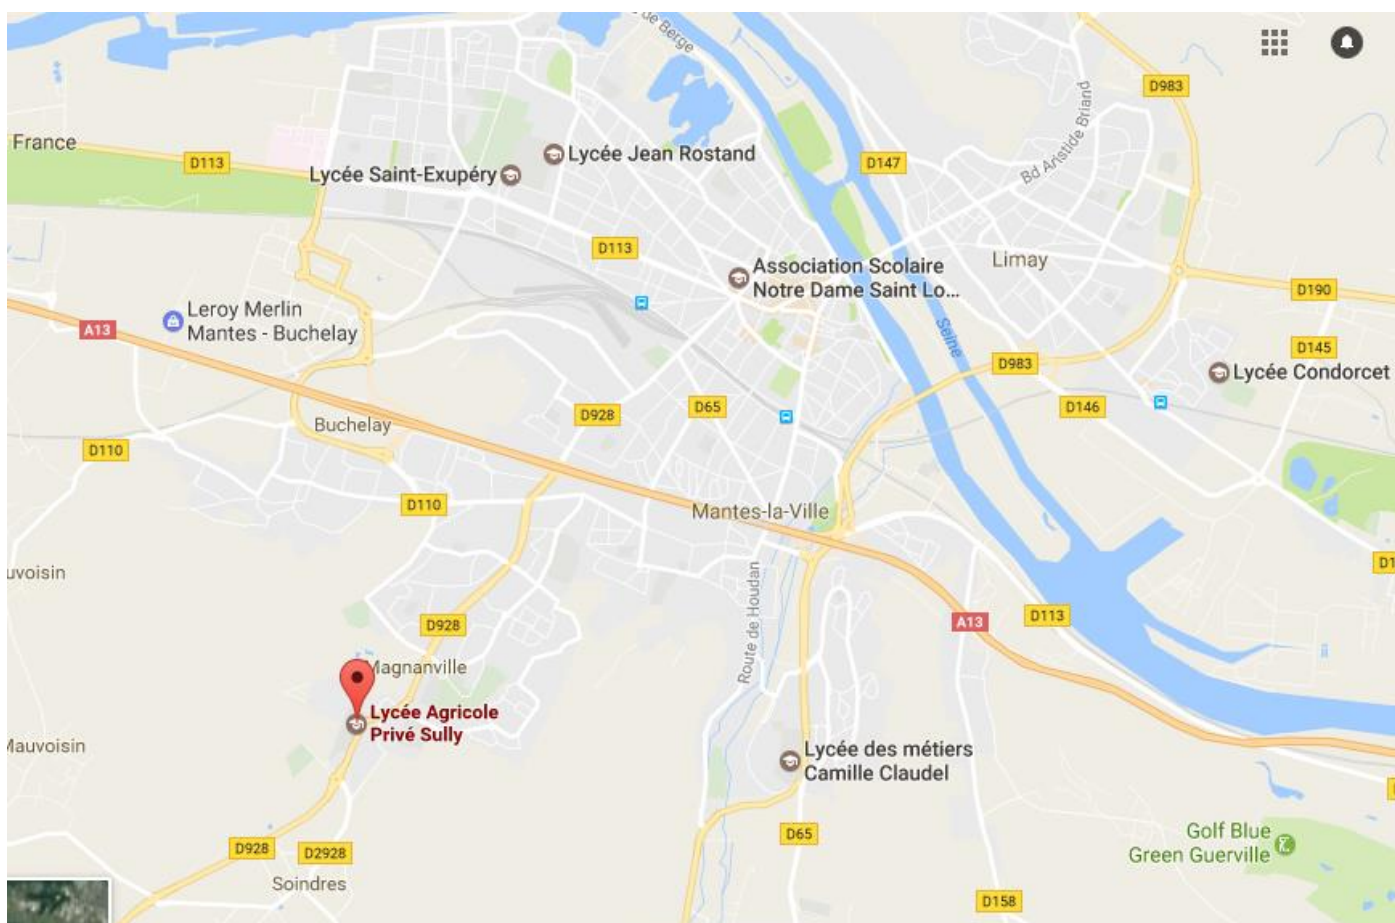 de Berge
D983
France
D113
Lycée Jean Rostand
D147
Bd Aristide Briand
Lycée Saint-Exupéry
D113
Association Scolaire
Notre Dame Saint Lo...
Limay
D190
Leroy Merlin
Mantes - Buchelay
A13
Seine
D145
D983
Lycée Condorcet
D928
D65
D146
Buchelay
D110
D110
Mantes-la-Ville
uvoisin
D1
Route de Houdan
D113
A13
D928
Magnanville
Lycée Agricole
Privé Sully
Mauvoisin
Lycée des métiers
Camille Claudel
D65
Golf Blue
Green Guerville
D928
D2928
Soindres
D158